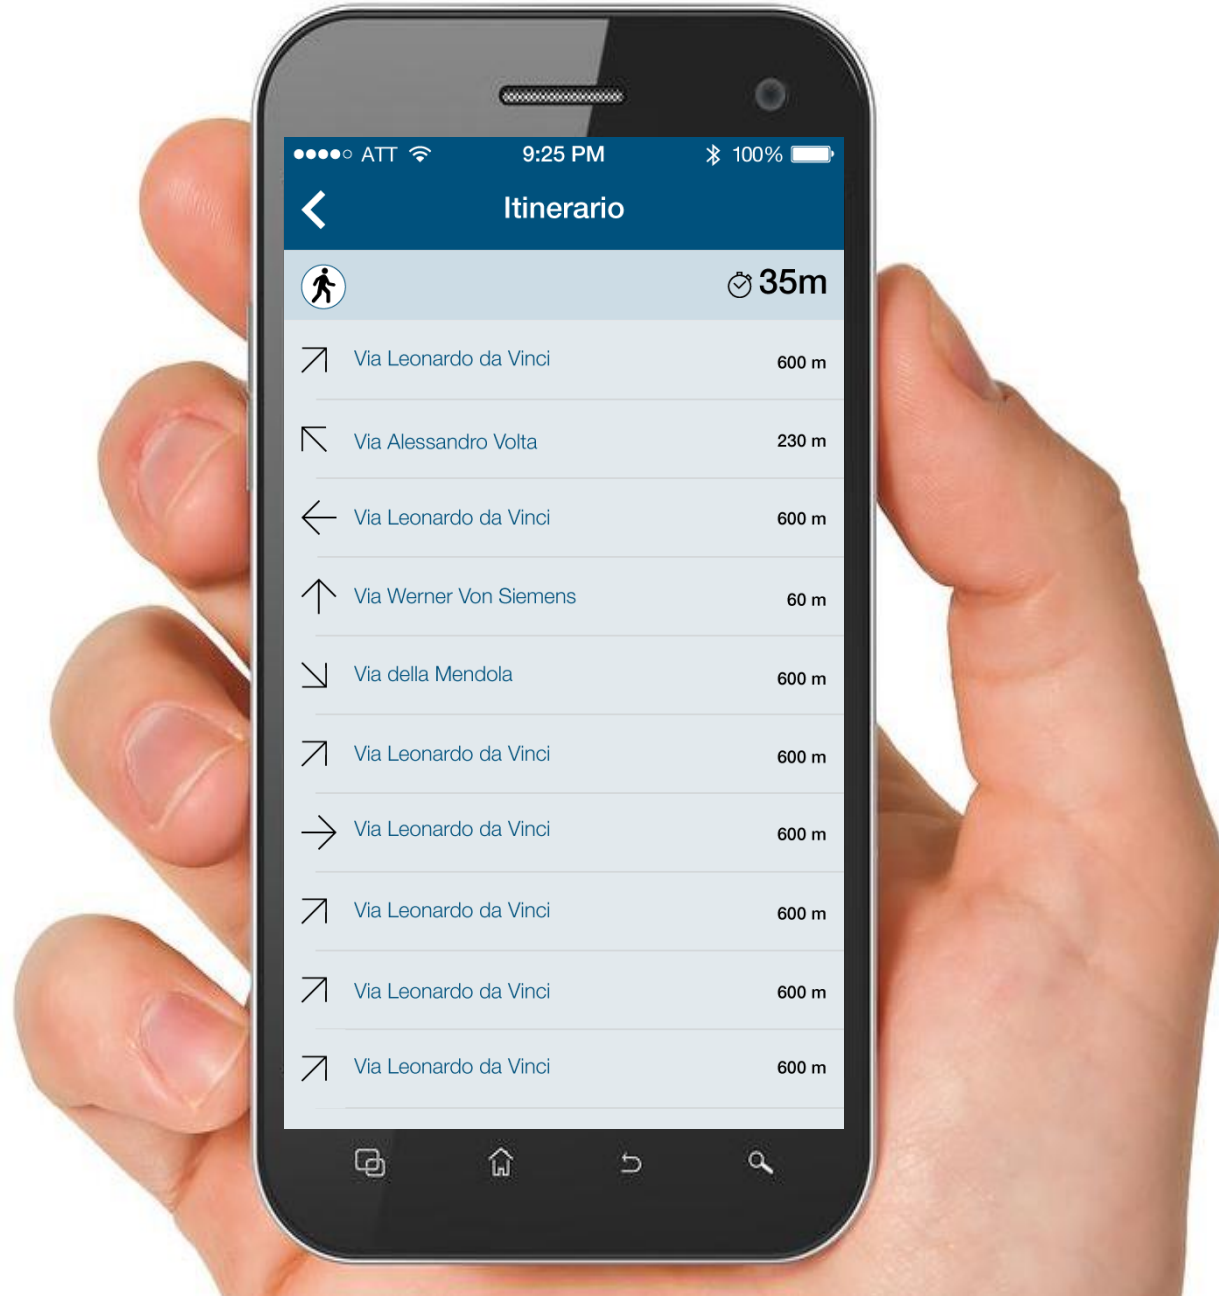 ATT 9:25 PM 100%
Itinerario
35m
Via Leonardo da Vinci 600 m
Via Alessandro Volta 230 m
Via Leonardo da Vinci 600 m
Via Werner Von Siemens 60 m
Via della Mendola 600 m
Via Leonardo da Vinci 600 m
Via Leonardo da Vinci 600 m
Via Leonardo da Vinci 600 m
Via Leonardo da Vinci 600 m
Via Leonardo da Vinci 600 m